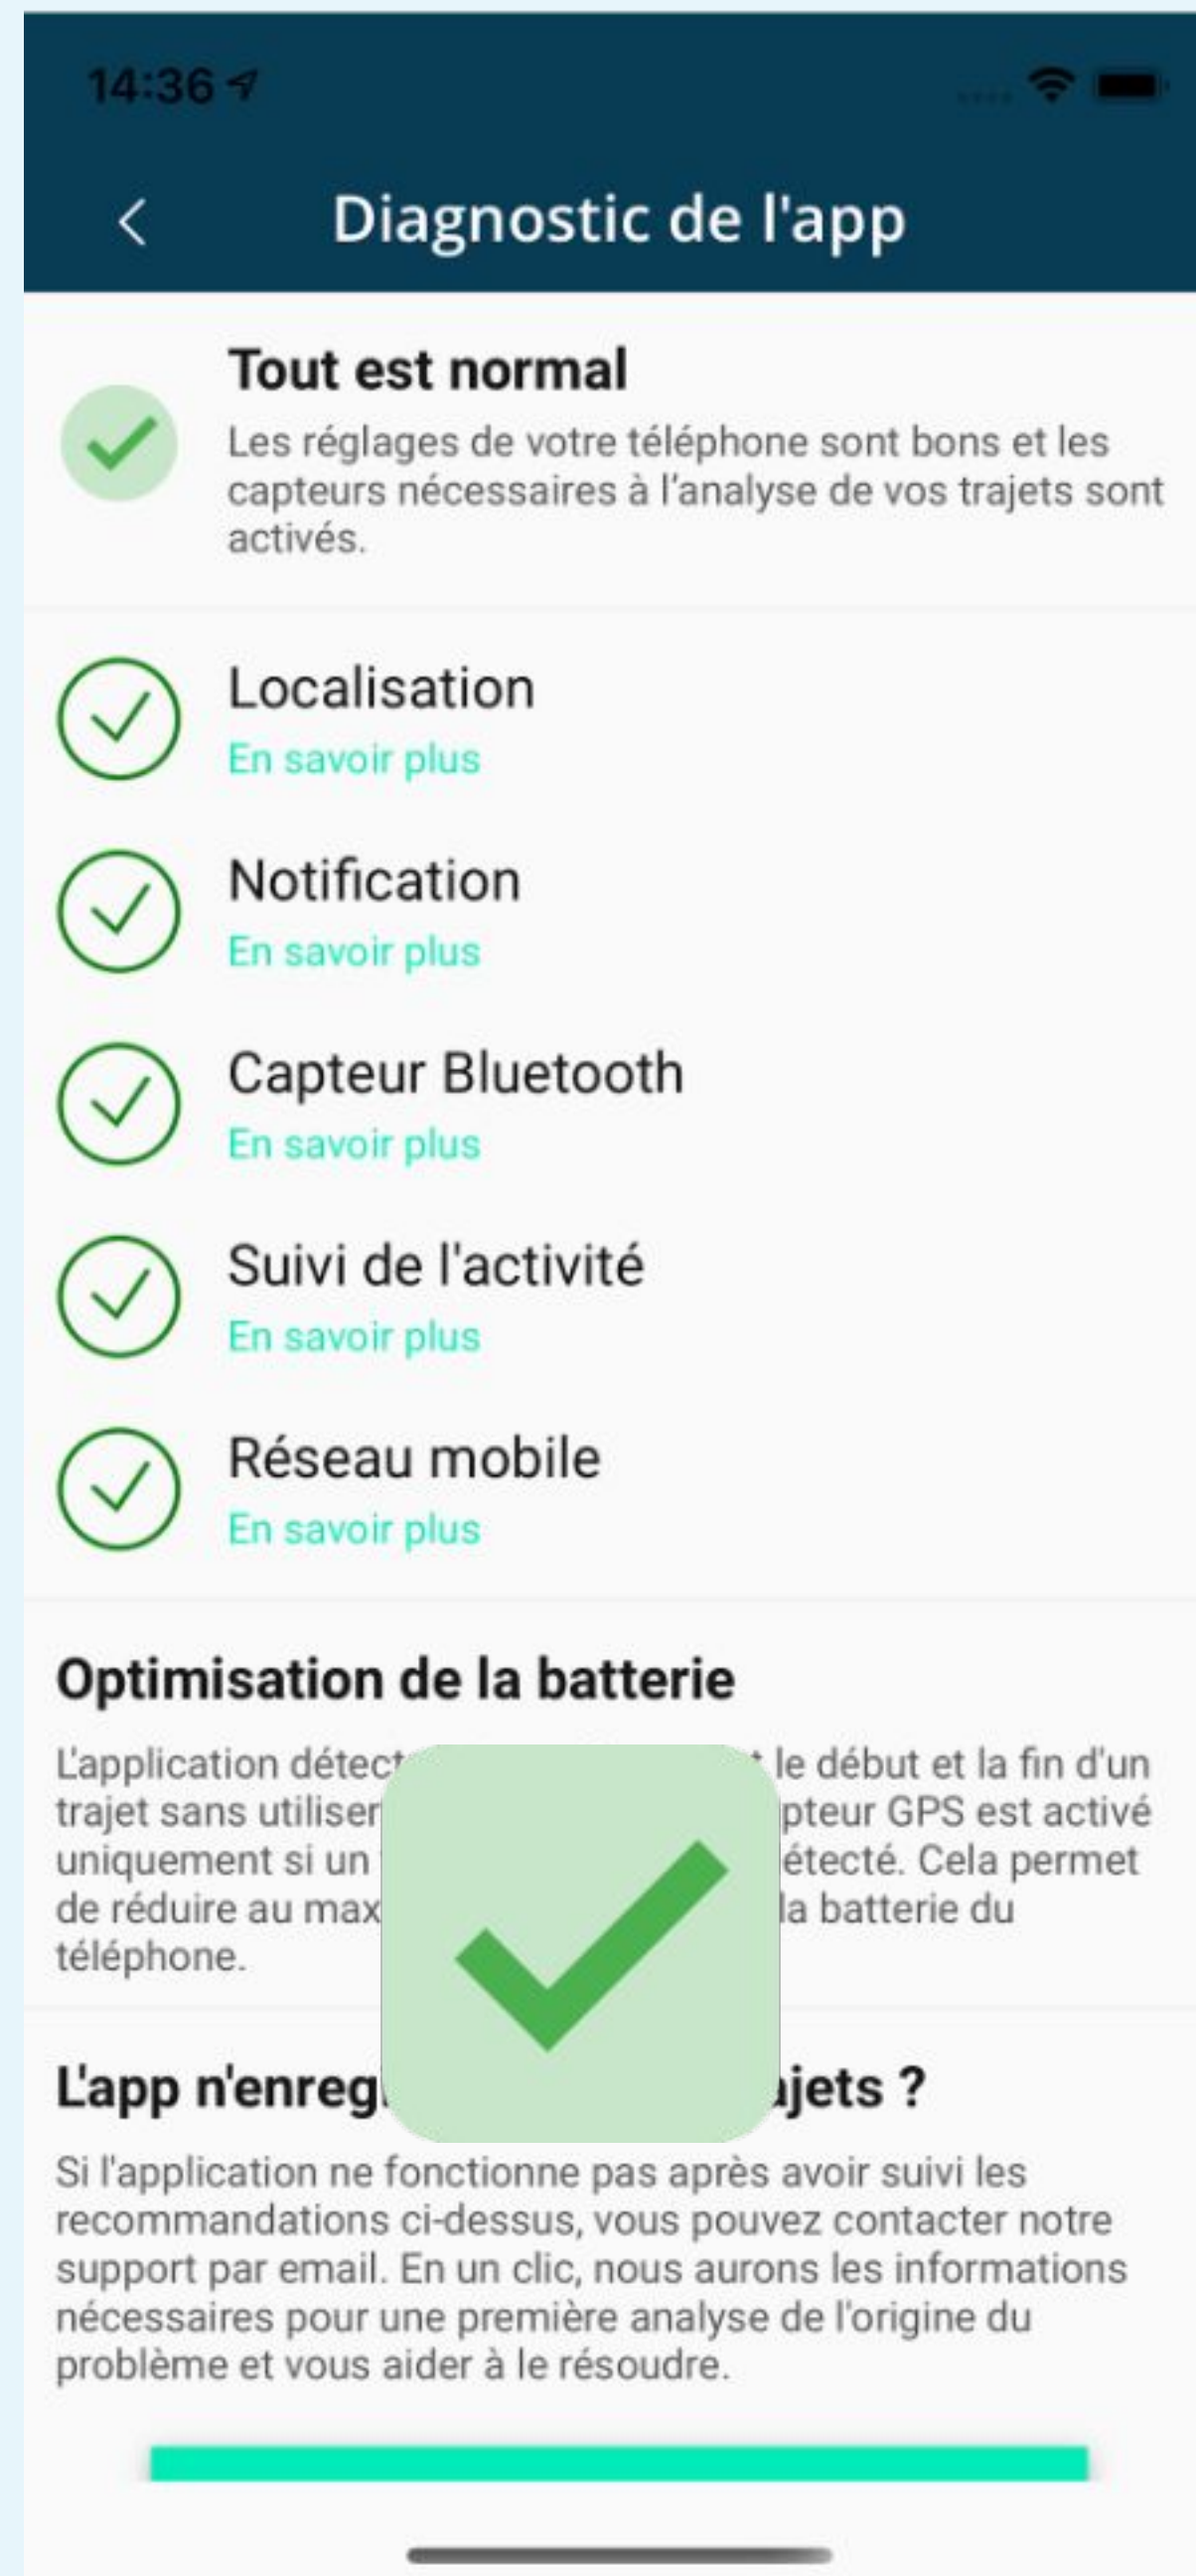 14:36
Diagnostic de l'app
Tout est normal
Les réglages de votre téléphone sont bons et les
capteurs nécessaires à l'analyse de vos trajets sont
activés.
Localisation
En savoir plus
Notification
En savoir plus
Capteur Bluetooth
En savoir plus
Suivi de l'activité
En savoir plus
Réseau mobile
En savoir plus
Optimisation de la batterie
L'application le début et la fin d'un
trajet sans utiliser GPS est activé
uniquement si un Cela permet
de réduire au la batterie du
téléphone.
L'app ?
Si l'application ne fonctionne pas après avoir suivi les
recommandations ci-dessus, vous pouvez contacter notre
support par email. En un clic, nous aurons les informations
nécessaires pour une première analyse de l'origine du
problème et vous aider à le résoudre.